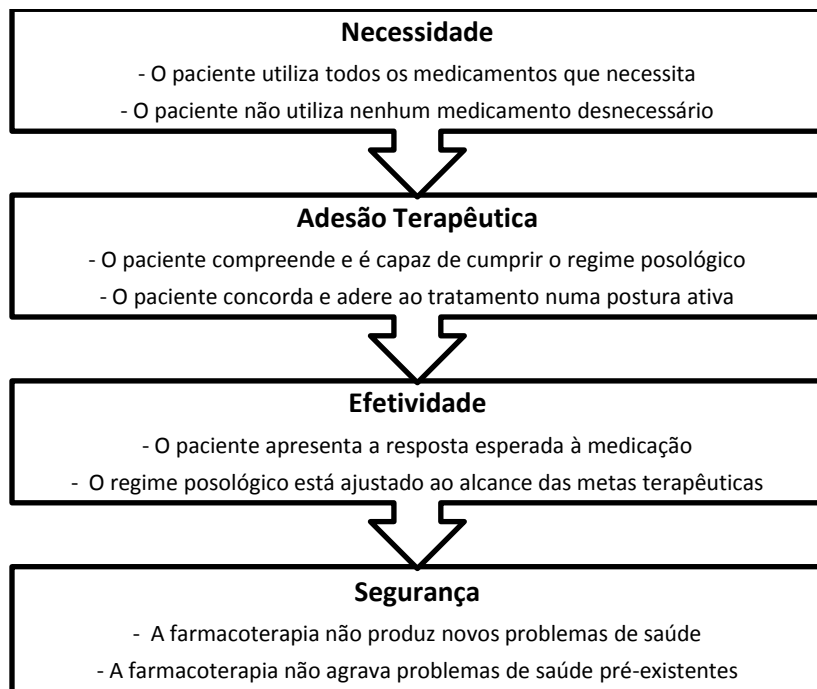 Necessidade
- O paciente utiliza todos os medicamentos que necessita
- O paciente não utiliza nenhum medicamento desnecessário
Adesão Terapêutica
- O paciente compreende e é capaz de cumprir o regime posológico
- O paciente concorda e adere ao tratamento numa postura ativa
Efetividade
- O paciente apresenta a resposta esperada à medicação
- O regime posológico está ajustado ao alcance das metas terapêuticas
Segurança
- A farmacoterapia não produz novos problemas de saúde
- A farmacoterapia não agrava problemas de saúde pré-existentes